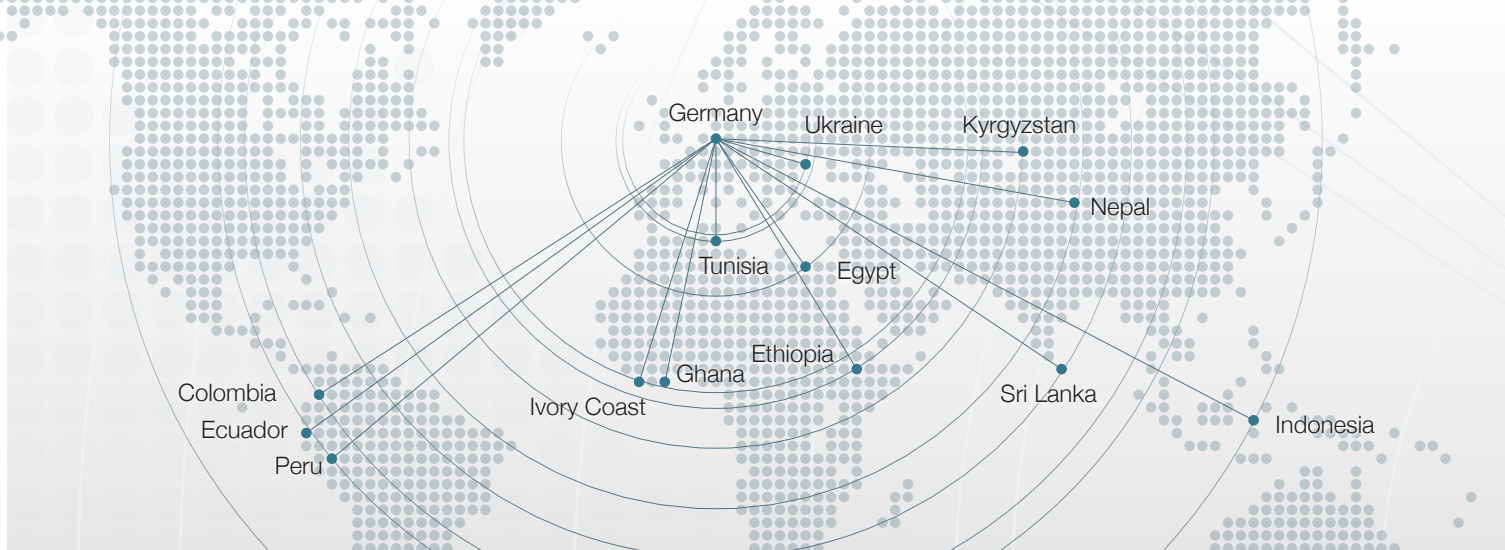 Germany
Ukraine
Kyrgyzstan
Nepal
Tunisia
Egypt
Ethiopia
Ghana
Ivory Coast
Sri Lanka
Colombia
Ecuador
Peru
Indonesia